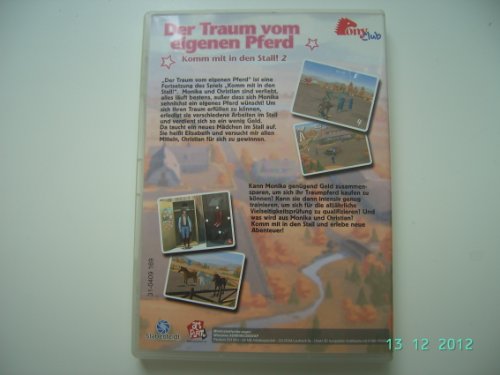 Der Traum vom
eigenen Pferd
Komm mit in den Stall! 2
Pony
Club
„Der Traum vom eigenen Pferd“ ist eine
Fortsetzung des Spiels „Komm mit in den
Stall!“. Monika und Christian sind verliebt,
alles läuft bestens, außer dass sich Monika
sehnlichst ein eigenes Pferd wünscht! Um
sich ihren Traum erfüllen zu können,
erledigt sie verschiedene Arbeiten im Stall
und verdient sich so ein wenig Geld.
Da taucht ein neues Mädchen im Stall auf.
Sie heißt Elisabeth und versucht mit allen
Mitteln, Christian für sich zu gewinnen.
Kann Monika genügend Geld zusammen-
sparen, um sich ihr Traumpferd kaufen zu
können? Kann sie dann intensiv genug
trainieren, um sich für die alljährliche
Vielseitigkeitsprüfung zu qualifizieren? Und
was wird aus Monika und Christian?
Komm mit in den Stall und erlebe neue
Abenteuer!
31-0409 169
13 12 2012